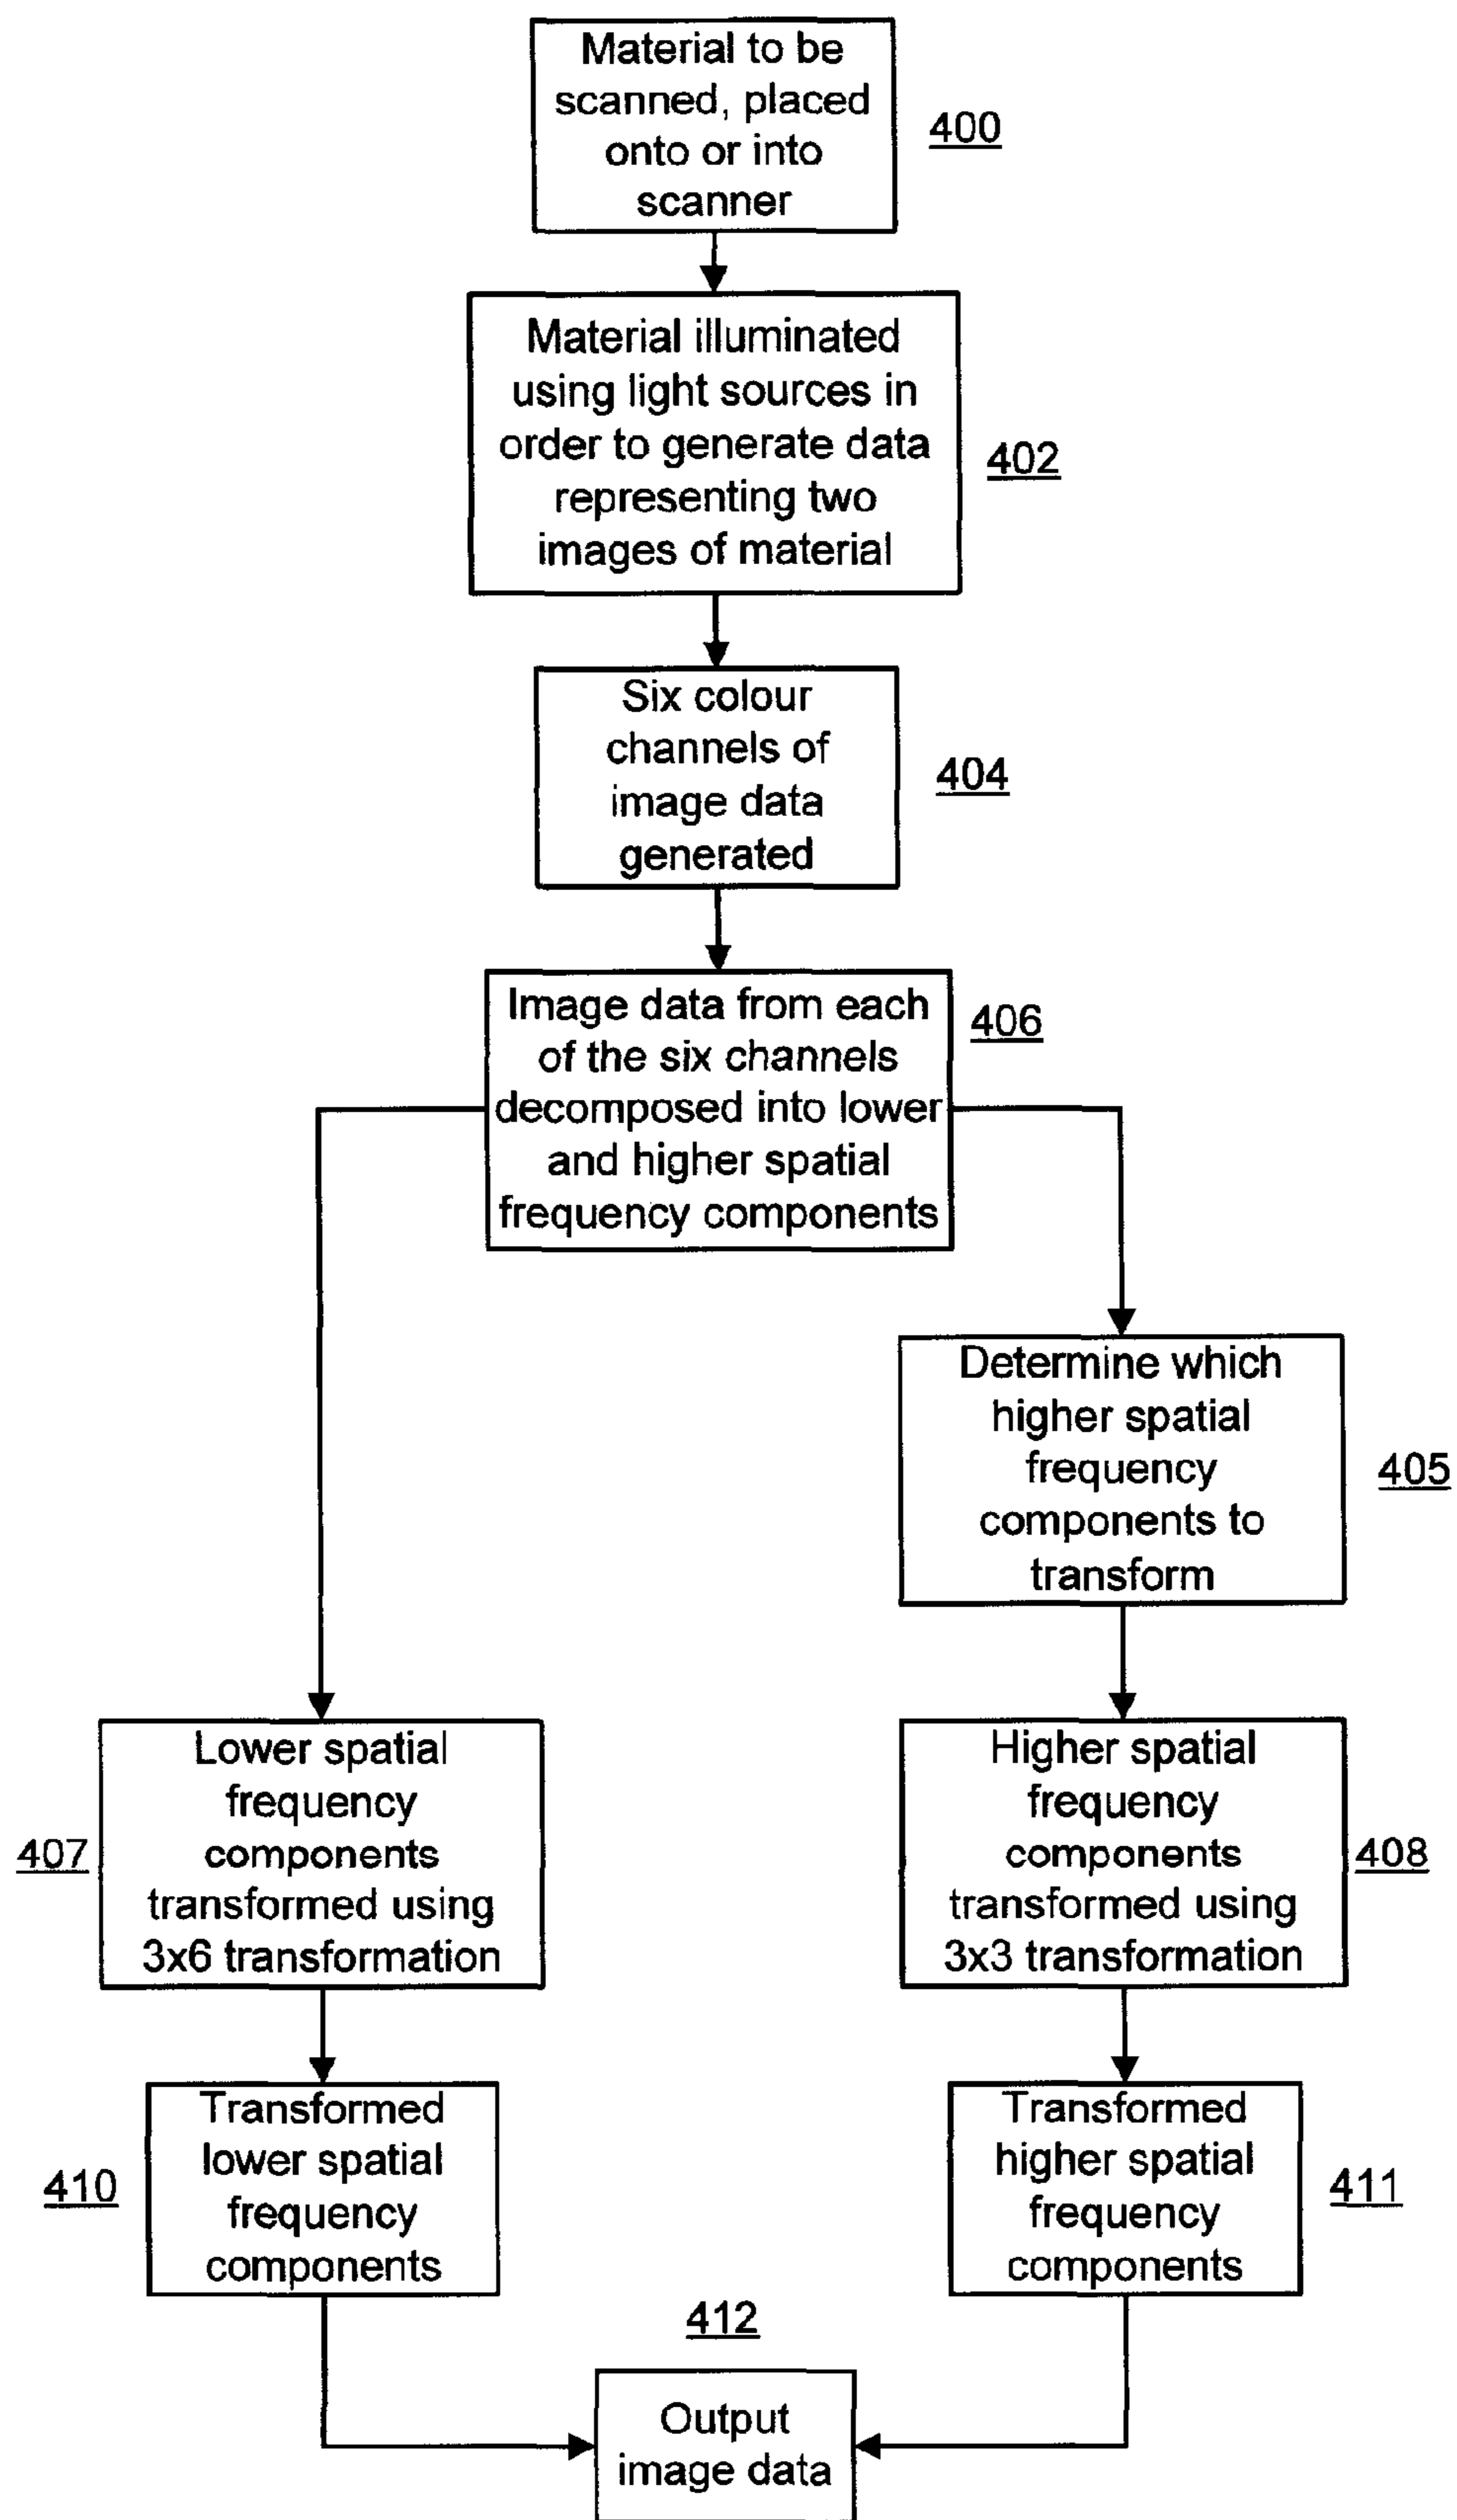 Material to be
scanned, placed
onto or into
scanner
400
Material illuminated
using light sources in
order to generate data
representing two
images of material
402
Six colour
channels of
image data
generated
404
Image data from each
of the six channels
decomposed into lower
and higher spatial
frequency components
406
Determine which
higher spatial
frequency
components to
transform
405
Lower spatial
frequency
components
transformed using
3x6 transformation
407
Higher spatial
frequency
components
transformed using
3x3 transformation
408
Transformed
lower spatial
frequency
components
410
Transformed
higher spatial
frequency
components
411
412
Output
image data